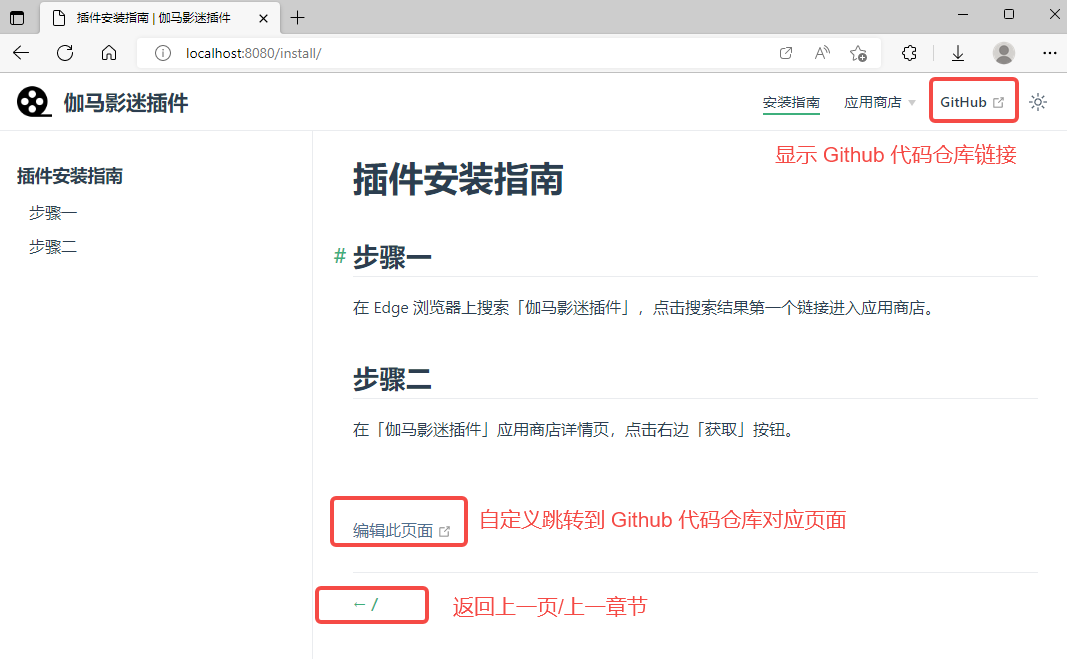 插件安装指南 | 伽马影迷插件
localhost:8080/install/
伽马影迷插件
安装指南
应用商店
GitHub
显示 Github 代码仓库链接
插件安装指南
步骤一
步骤二
插件安装指南
# 步骤一
在 Edge 浏览器上搜索「伽马影迷插件」，点击搜索结果第一个链接进入应用商店。
步骤二
在「伽马影迷插件」应用商店详情页，点击右边「获取」按钮。
编辑此页面
自定义跳转到 Github 代码仓库对应页面
← /
返回上一页/上一章节